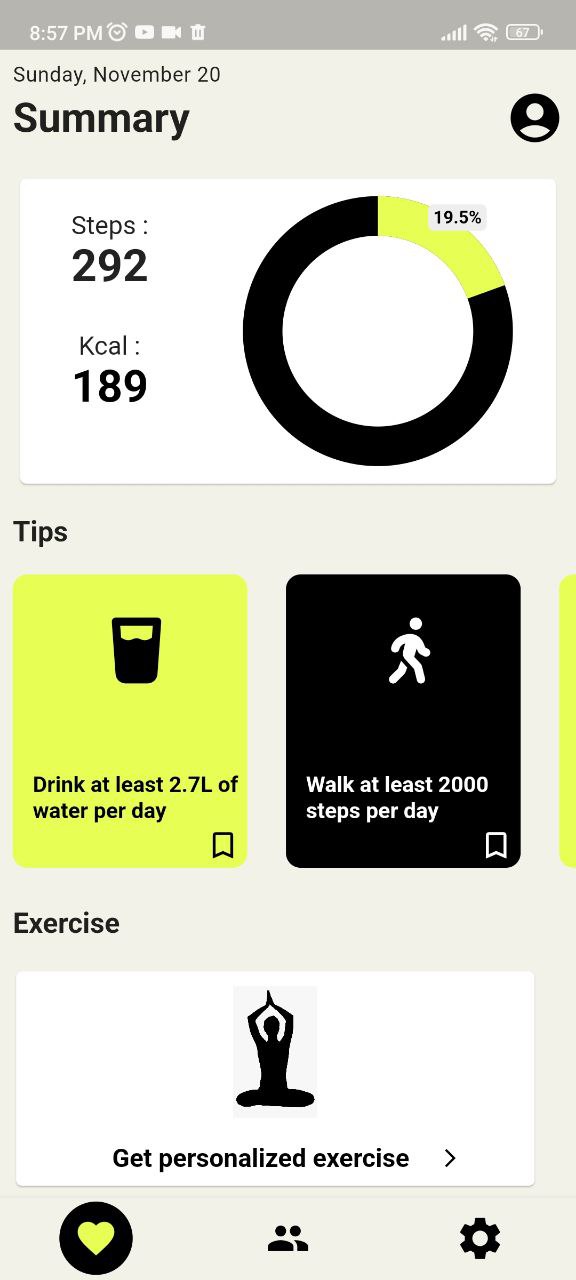 8:57 PM
67
Sunday, November 20
Summary
Steps :
292
Kcal :
189
19.5%
Tips
Drink at least 2.7L of
water per day
Walk at least 2000
steps per day
Exercise
Get personalized exercise